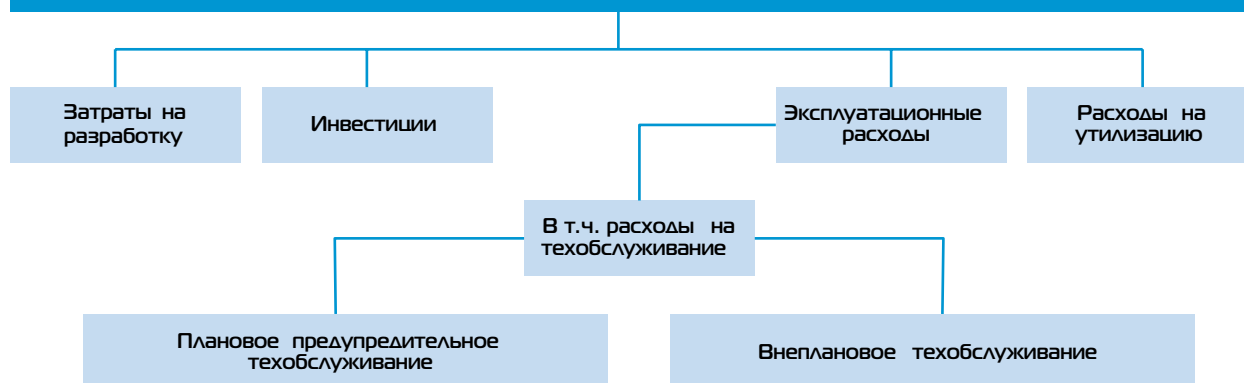 Затраты на
разработку
Инвестиции
Эксплуатационные
расходы
Расходы на
утилизацию
В т.ч. расходы на
техобслуживание
Плановое предупредительное
техобслуживание
Внеплановое техобслуживание